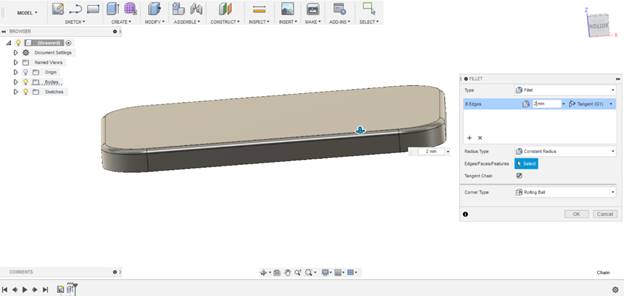 MODEL
SKETCH
CREATE
MODIFY
ASSEMBLE
CONSTRUCT
INSPECT
INSERT
MAKE
ADD-INS
SELECT
BROWSER
(Unsaved)
Document Settings
Named Views
Origin
Bodies
Sketches
Z
X
BOTTOM
2 mm
FILLET
Type
Fillet
8 Edges
2 mm
Tangent (G1)
Radius Type
Constant Radius
Edges/Faces/Features
Select
Tangent Chain
Corner Type
Rolling Ball
OK
Cancel
COMMENTS
Chain